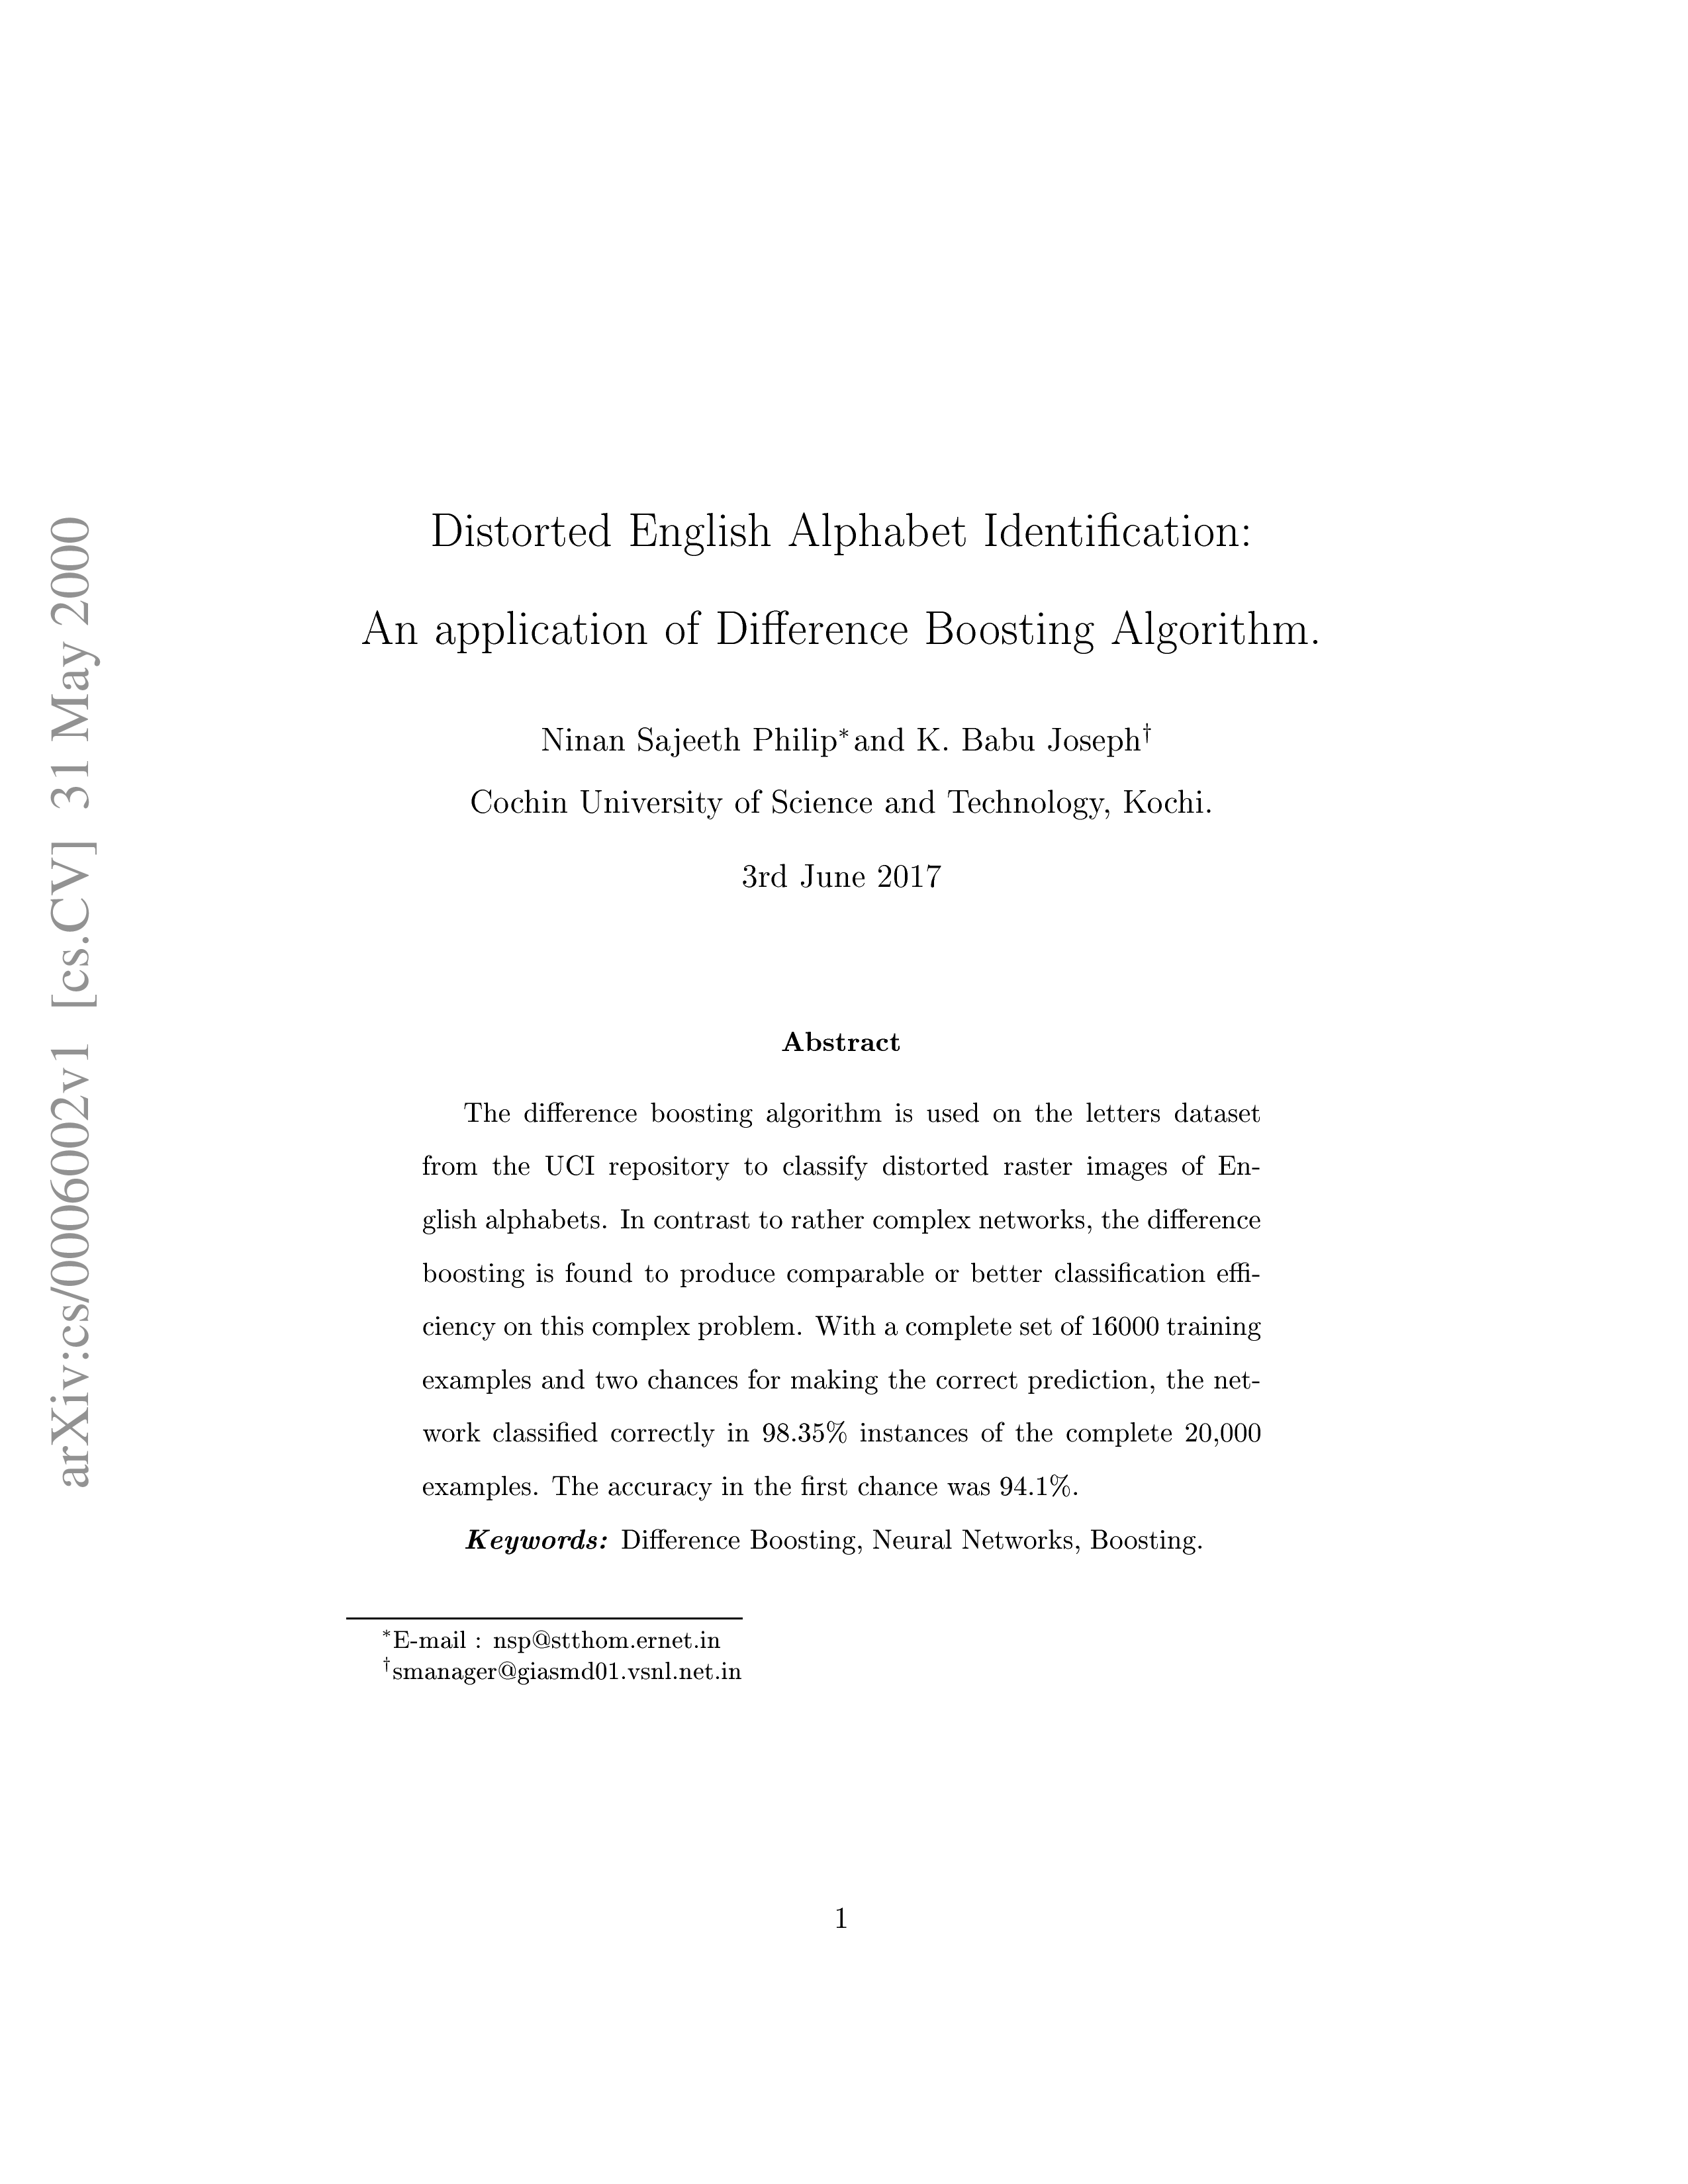 arXiv:cs/0006002v1 [cs.CV] 31 May 2000
Distorted English Alphabet Identification:
An application of Difference Boosting Algorithm.
Ninan Sajeeth Philip*and K. Babu Joseph†
Cochin University of Science and Technology, Kochi.
3rd June 2017
Abstract
The difference boosting algorithm is used on the letters dataset
from the UCI repository to classify distorted raster images of En-
glish alphabets. In contrast to rather complex networks, the difference
boosting is found to produce comparable or better classification effi-
ciency on this complex problem. With a complete set of 16000 training
examples and two chances for making the correct prediction, the net-
work classified correctly in 98.35% instances of the complete 20,000
examples. The accuracy in the first chance was 94.1%.
Keywords: Difference Boosting, Neural Networks, Boosting.
*E-mail : nsp@stthom.ernet.in
†smanager@giasmd01.vsnl.net.in
1